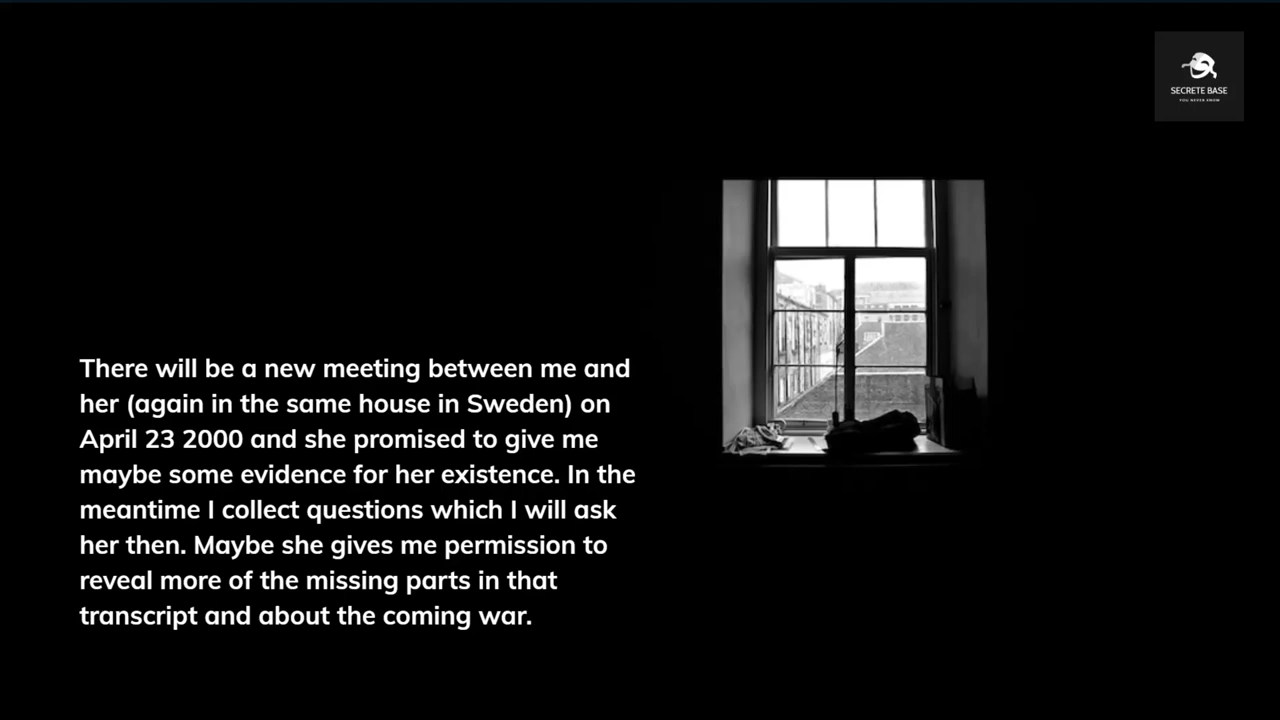 SECRETE BASE
YOU NEVER KNOW
There will be a new meeting between me and
her (again in the same house in Sweden) on
April 23 2000 and she promised to give me
maybe some evidence for her existence. In the
meantime I collect questions which I will ask
her then. Maybe she gives me permission to
reveal more of the missing parts in that
transcript and about the coming war.